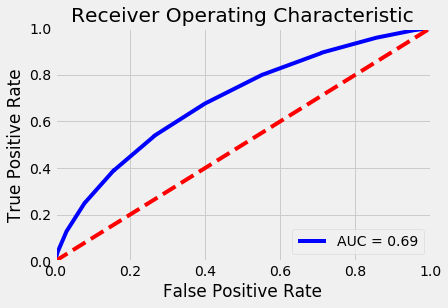 Receiver Operating Characteristic
True Positive Rate
1.0
0.8
0.6
0.4
0.2
0.0
AUC = 0.69
0.0 0.2 0.4 0.6 0.8 1.0
False Positive Rate